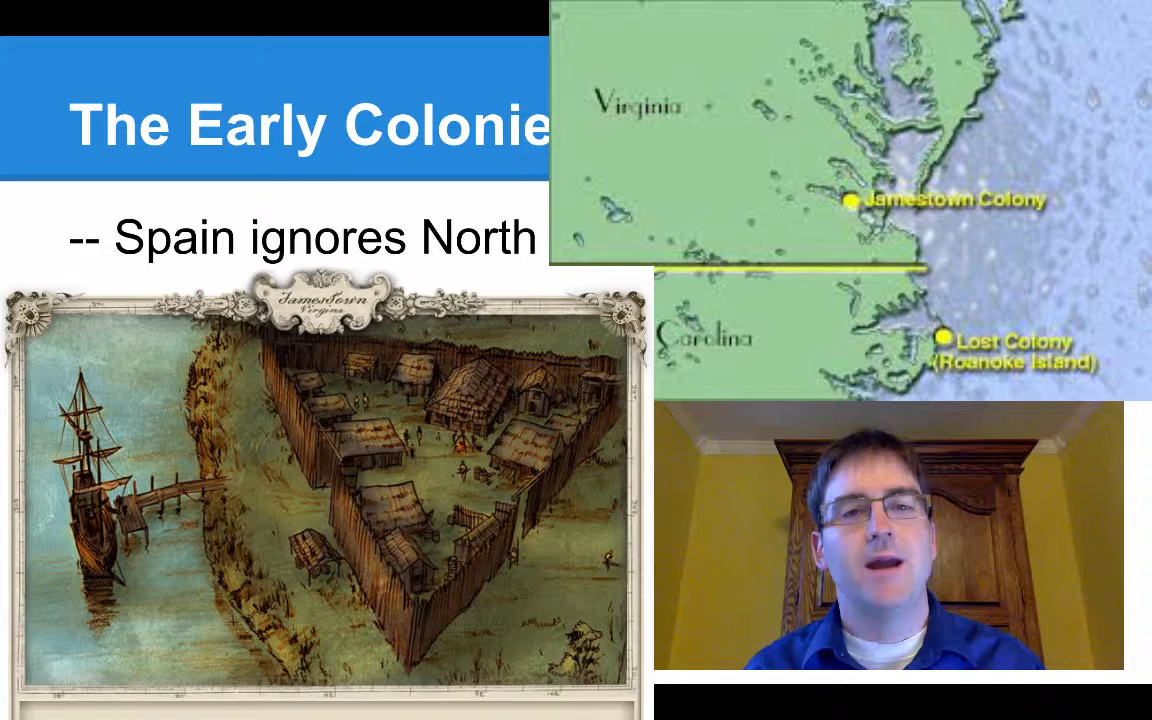 The Early Colonie
-- Spain ignores North
Virginia
Jamestown Colony
Carolina
Lost Colony
(Roanoke Island)
JamesTown
Virginia